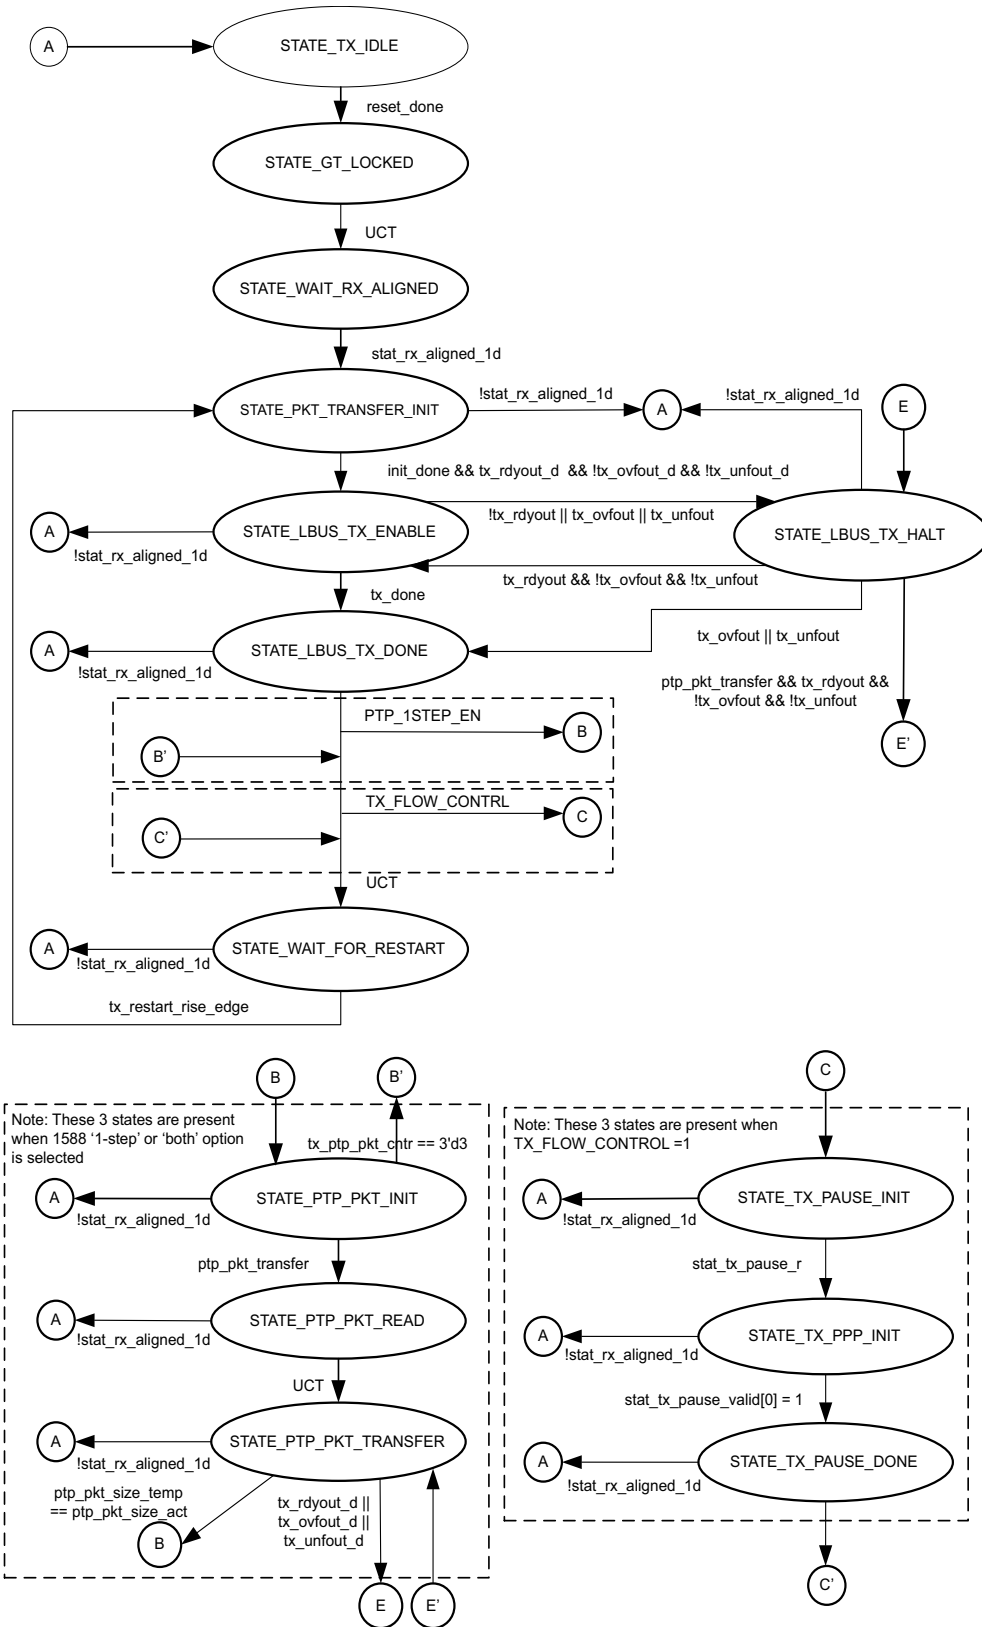 A
STATE_TX_IDLE
reset_done
STATE_GT_LOCKED
UCT
STATE_WAIT_RX_ALIGNED
stat_rx_aligned_1d
STATE_PKT_TRANSFER_INIT
!stat_rx_aligned_1d
A
!stat_rx_aligned_1d
E
init_done && tx_rdyout_d && !tx_ovfout_d && !tx_unfout_d
A
!stat_rx_aligned_1d
STATE_LBUS_TX_ENABLE
!tx_rdyout || tx_ovfout || tx_unfout
STATE_LBUS_TX_HALT
tx_rdyout && !tx_ovfout && !tx_unfout
tx_done
A
!stat_rx_aligned_1d
STATE_LBUS_TX_DONE
tx_ovfout || tx_unfout
ptp_pkt_transfer && tx_rdyout &&
!tx_ovfout && !tx_unfout
E'
PTP_1STEP_EN
B
B'
TX_FLOW_CONTRL
C
C'
UCT
A
!stat_rx_aligned_1d
STATE_WAIT_FOR_RESTART
tx_restart_rise_edge
B
B'
Note: These 3 states are present
when 1588 '1-step' or 'both' option
is selected
tx_ptp_pkt_cntr == 3'd3
A
!stat_rx_aligned_1d
STATE_PTP_PKT_INIT
ptp_pkt_transfer
A
!stat_rx_aligned_1d
STATE_PTP_PKT_READ
UCT
A
!stat_rx_aligned_1d
STATE_PTP_PKT_TRANSFER
ptp_pkt_size_temp
== ptp_pkt_size_act
B
tx_rdyout_d ||
tx_ovfout_d ||
tx_unfout_d
E
E'
C
Note: These 3 states are present when
TX_FLOW_CONTROL =1
A
!stat_rx_aligned_1d
STATE_TX_PAUSE_INIT
stat_tx_pause_r
A
!stat_rx_aligned_1d
STATE_TX_PPP_INIT
stat_tx_pause_valid[0] = 1
A
!stat_rx_aligned_1d
STATE_TX_PAUSE_DONE
C'